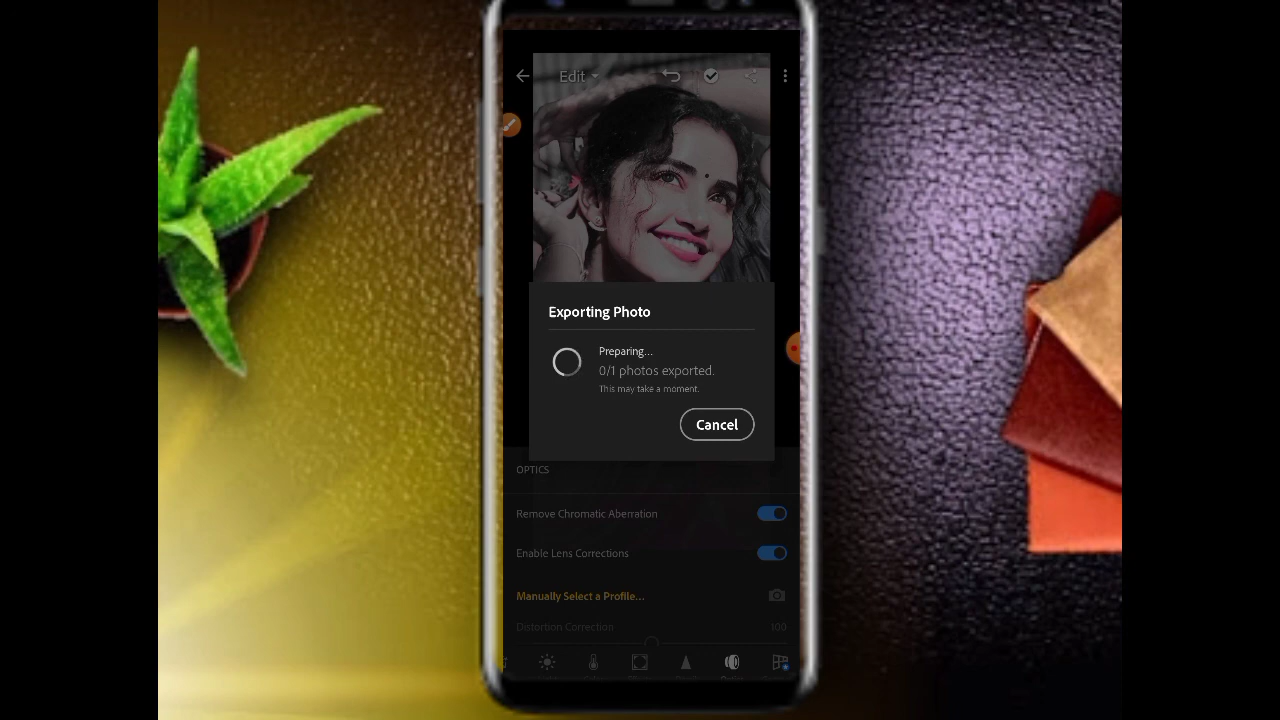 Edit
Exporting Photo
Preparing...
0/1 photos exported.
This may take a moment.
Cancel
OPTICS
Remove Chromatic Aberration
Enable Lens Corrections
Manually Select a Profile...
Distortion Correction 100
Optics